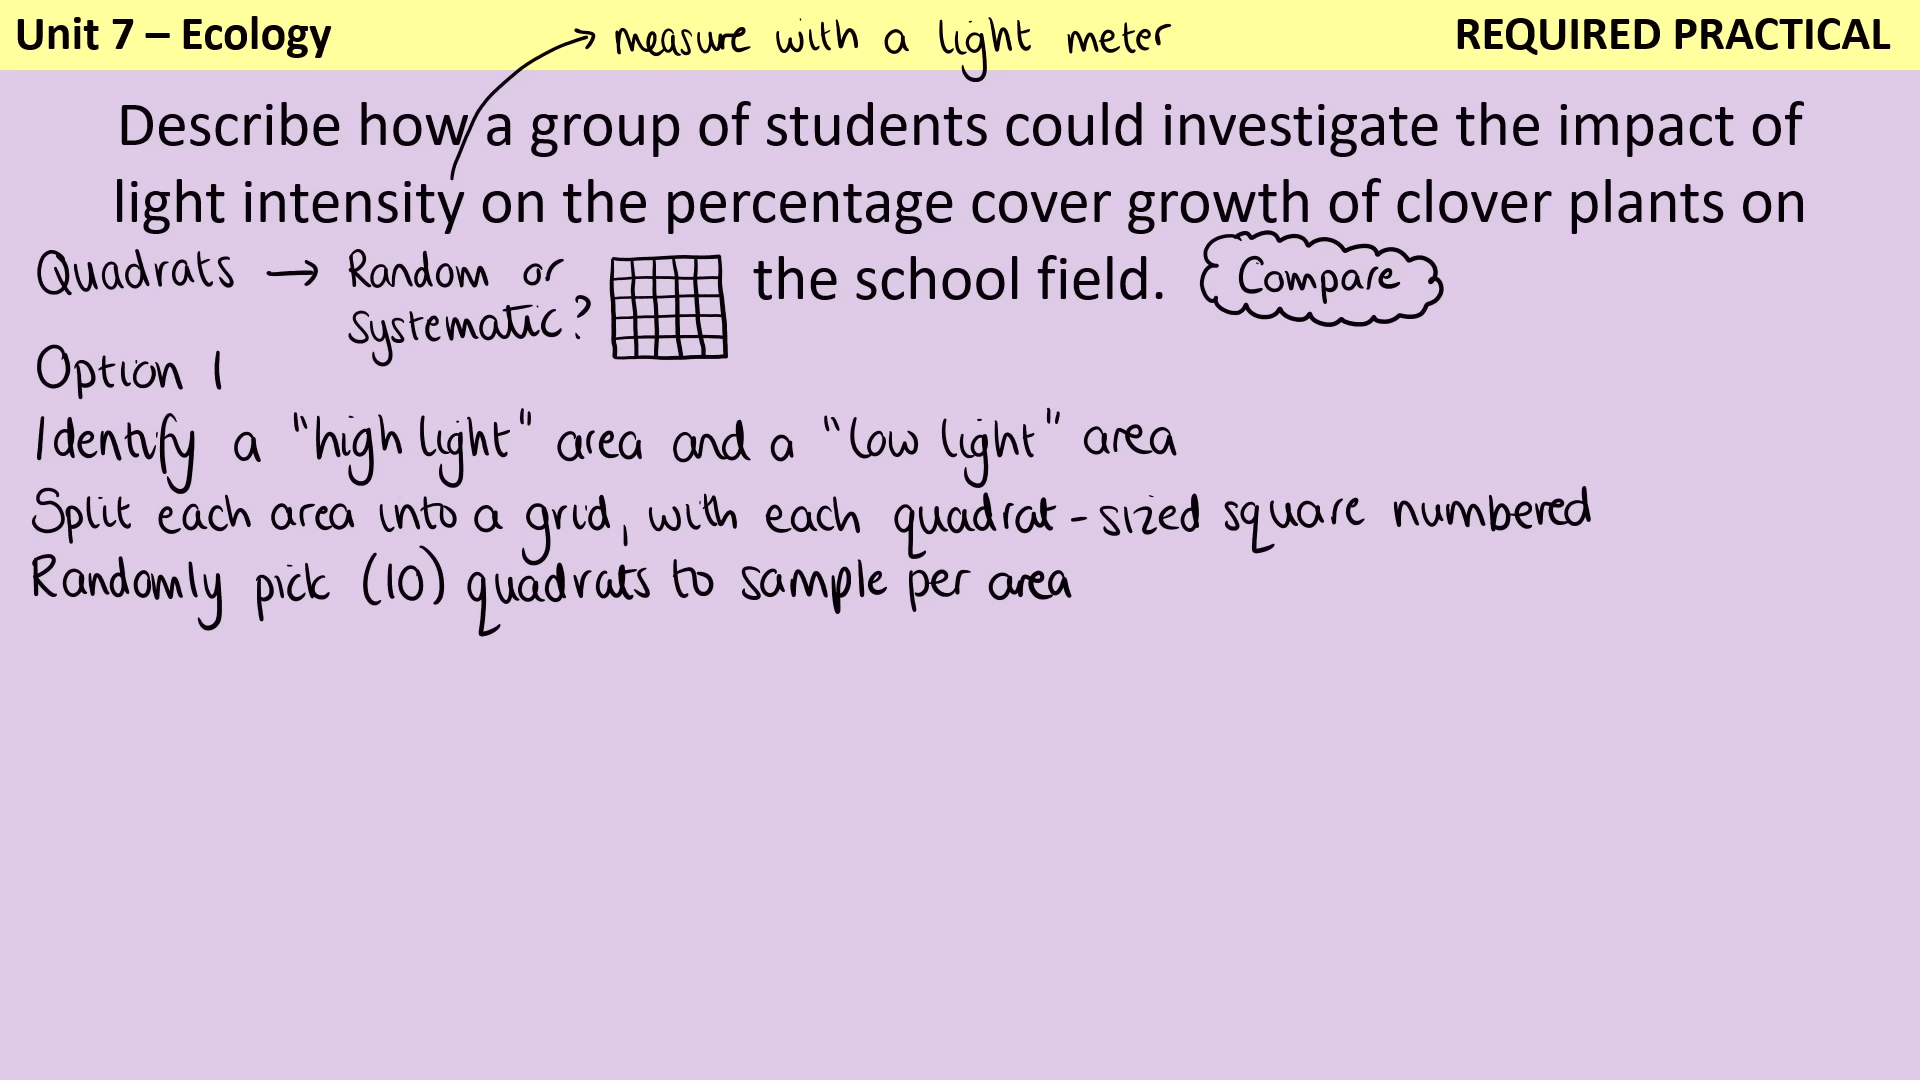 Unit 7 – Ecology
measure with a light meter
REQUIRED PRACTICAL
Describe how a group of students could investigate the impact of
light intensity on the percentage cover growth of clover plants on
the school field.
Compare
Quadrats → Random or
systematic?
Option 1
Identify a "high light" area and a "low light" area
Split each area into a grid, with each quadrat-sized square numbered
Randomly pick (10) quadrats to sample per area